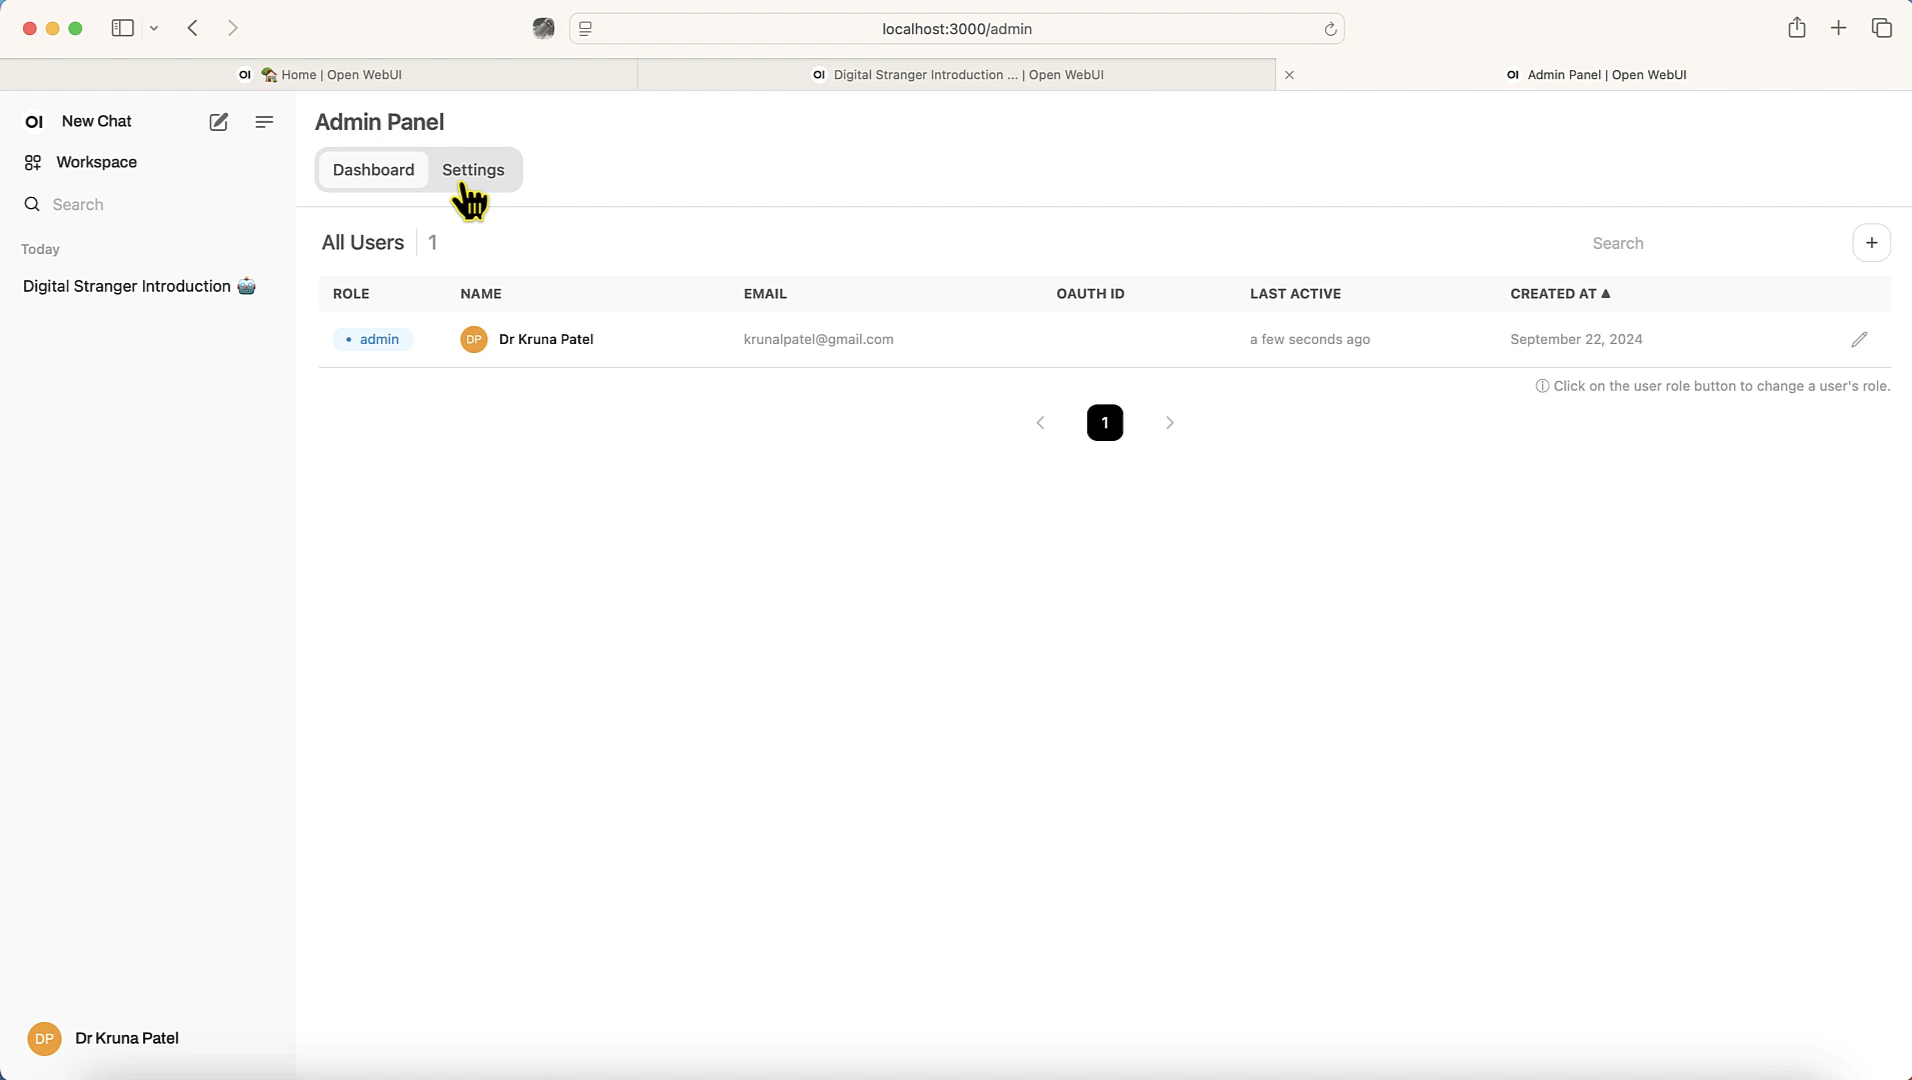 localhost:3000/admin
OI 🏡 Home | Open WebUI
OI Digital Stranger Introduction ... | Open WebUI
OI Admin Panel | Open WebUI
OI New Chat
Workspace
Search
Today
Digital Stranger Introduction 🤖
Admin Panel
Dashboard Settings
All Users 1
Search
+
ROLE NAME EMAIL OAUTH ID LAST ACTIVE CREATED AT ▲
• admin DP Dr Kruna Patel krunalpatel@gmail.com a few seconds ago September 22, 2024
ⓘ Click on the user role button to change a user's role.
1
DP Dr Kruna Patel